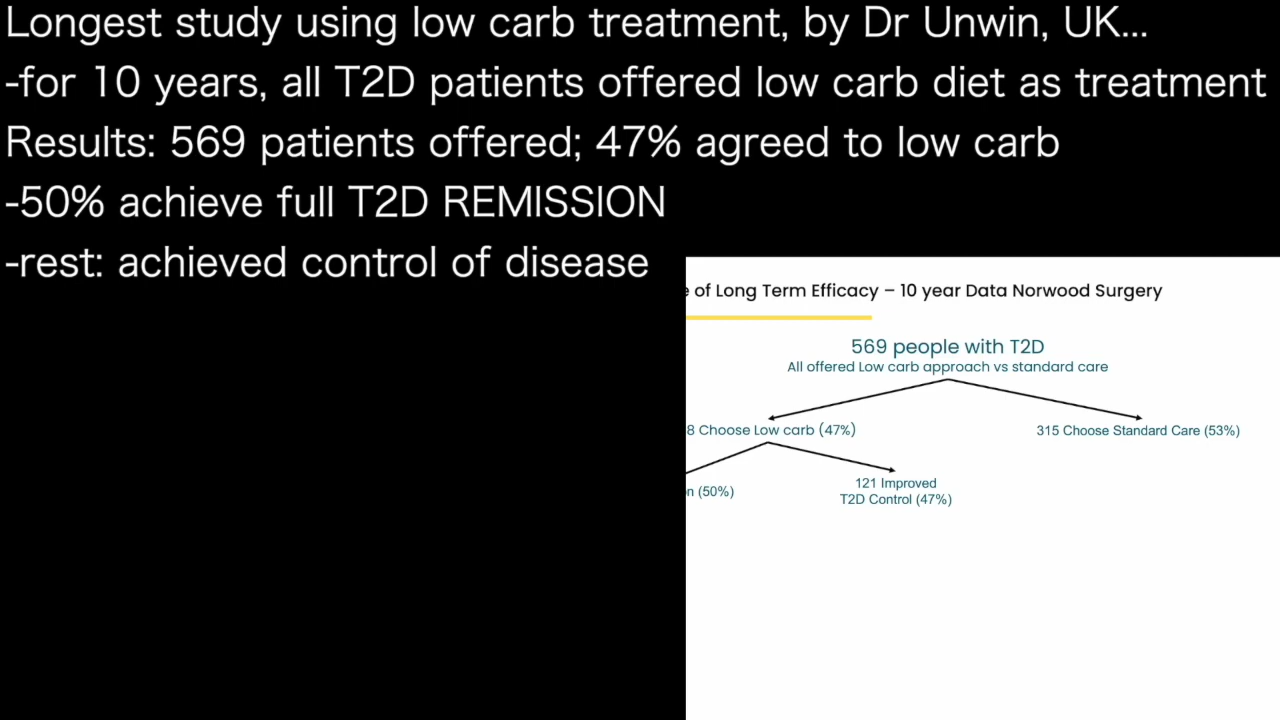 Longest study using low carb treatment, by Dr Unwin, UK...
-for 10 years, all T2D patients offered low carb diet as treatment
Results: 569 patients offered; 47% agreed to low carb
-50% achieve full T2D REMISSION
-rest: achieved control of disease
e of Long Term Efficacy – 10 year Data Norwood Surgery
569 people with T2D
All offered Low carb approach vs standard care
8 Choose Low carb (47%)
315 Choose Standard Care (53%)
n (50%)
121 Improved
T2D Control (47%)